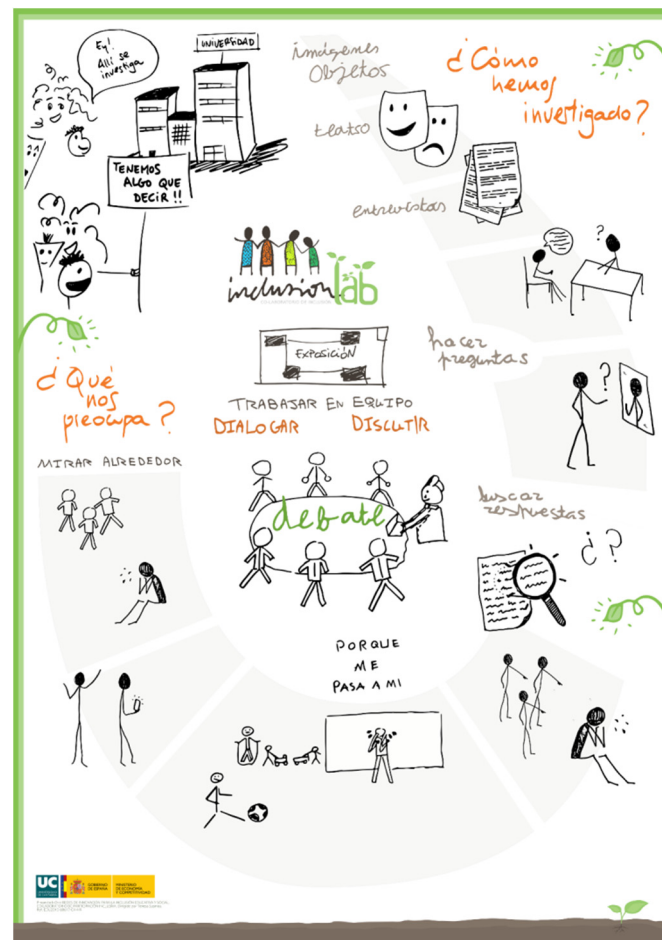 Ey!
Allí se
investiga
UNIVERSIDAD
TENEMOS
ALGO QUE
DECIR !!
imágenes
Objetos
teatro
entrevistas
¿Cómo
hemos
investigado?
inclusion lab
EXPOSICIÓN
hacer
preguntas
¿Qué
nos
preocupa?
TRABAJAR EN EQUIPO
DIALOGAR DISCUTIR
MIRAR ALREDEDOR
debate
buscar
respuestas
¿?
?
?
PORQUE
ME
PASA A MI
UC
GOBIERNO
DE ESPAÑA
MINISTERIO
DE ECONOMÍA
Y COMPETITIVIDAD